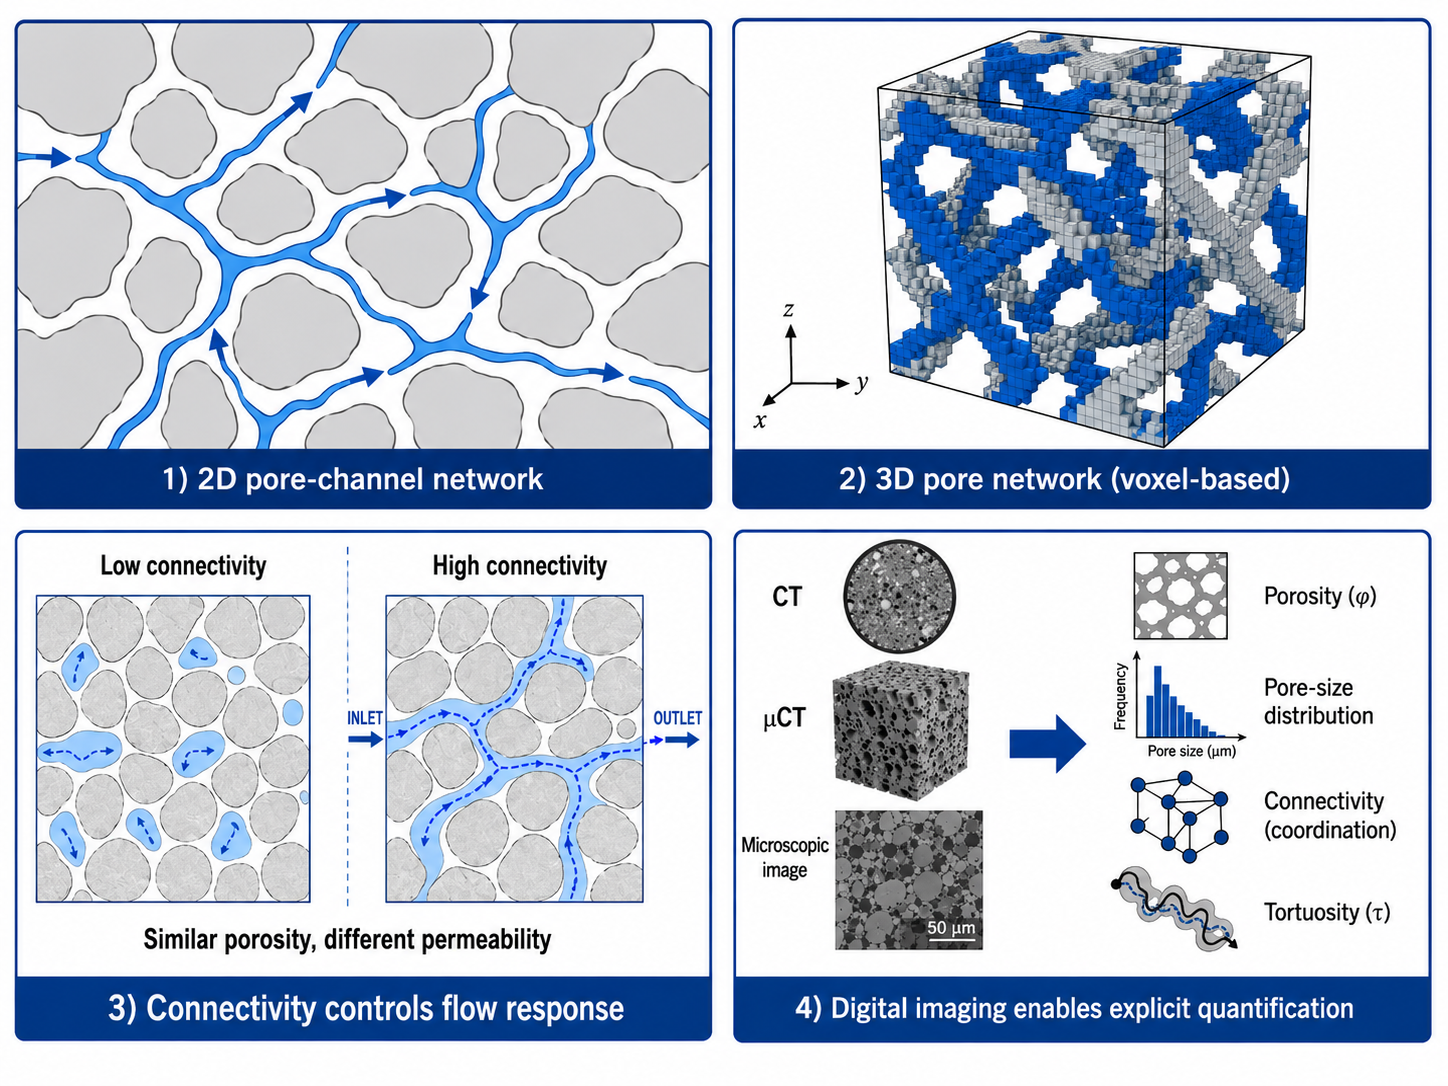 1) 2D pore-channel network
z
y
x
2) 3D pore network (voxel-based)
Low connectivity
High connectivity
INLET
OUTLET
Similar porosity, different permeability
3) Connectivity controls flow response
CT
μCT
Microscopic
image
50 μm
Porosity (φ)
Frequency
Pore size (μm)
Pore-size
distribution
Connectivity
(coordination)
Tortuosity (τ)
4) Digital imaging enables explicit quantification